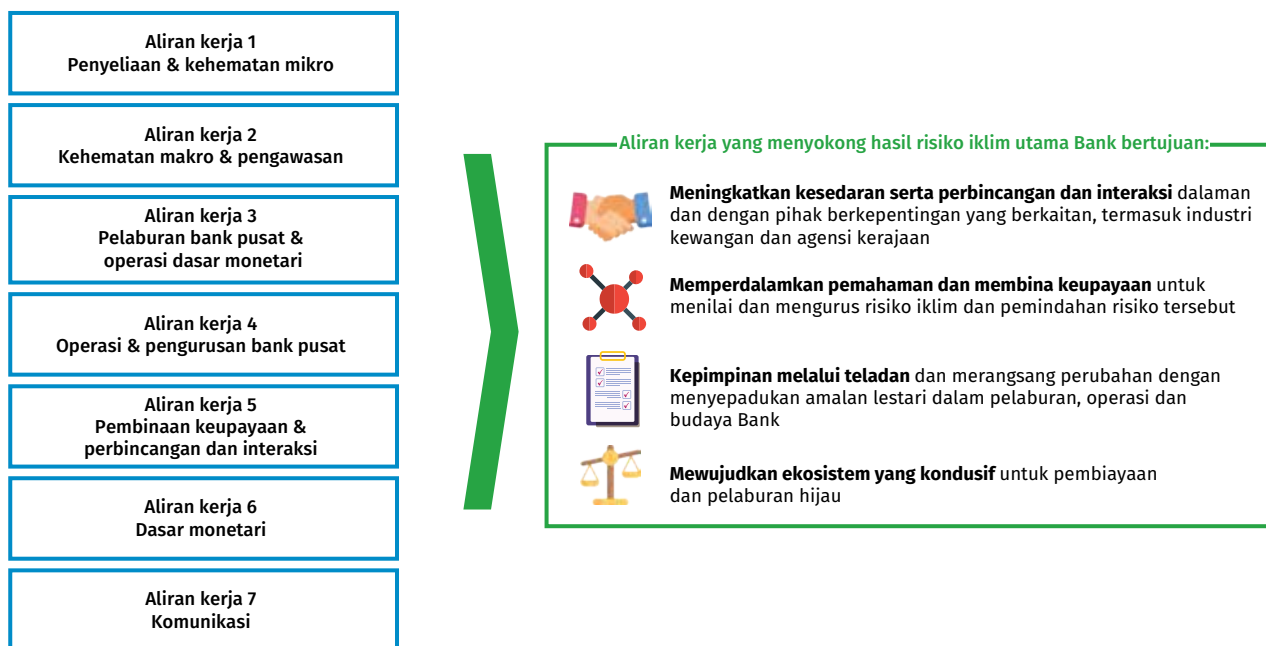 Aliran kerja 1
Penyeliaan & kehematan mikro
Aliran kerja 2
Kehematan makro & pengawasan
Aliran kerja 3
Pelaburan bank pusat &
operasi dasar monetari
Aliran kerja 4
Operasi & pengurusan bank pusat
Aliran kerja 5
Pembinaan keupayaan &
perbincangan dan interaksi
Aliran kerja 6
Dasar monetari
Aliran kerja 7
Komunikasi
Aliran kerja yang menyokong hasil risiko iklim utama Bank bertujuan:
Meningkatkan kesedaran serta perbincangan dan interaksi dalaman
dan dengan pihak berkepentingan yang berkaitan, termasuk industri
kewangan dan agensi kerajaan
Memperdalamkan pemahaman dan membina keupayaan untuk
menilai dan mengurus risiko iklim dan pemindahan risiko tersebut
Kepimpinan melalui teladan dan merangsang perubahan dengan
menyepadukan amalan lestari dalam pelaburan, operasi dan
budaya Bank
Mewujudkan ekosistem yang kondusif untuk pembiayaan
dan pelaburan hijau